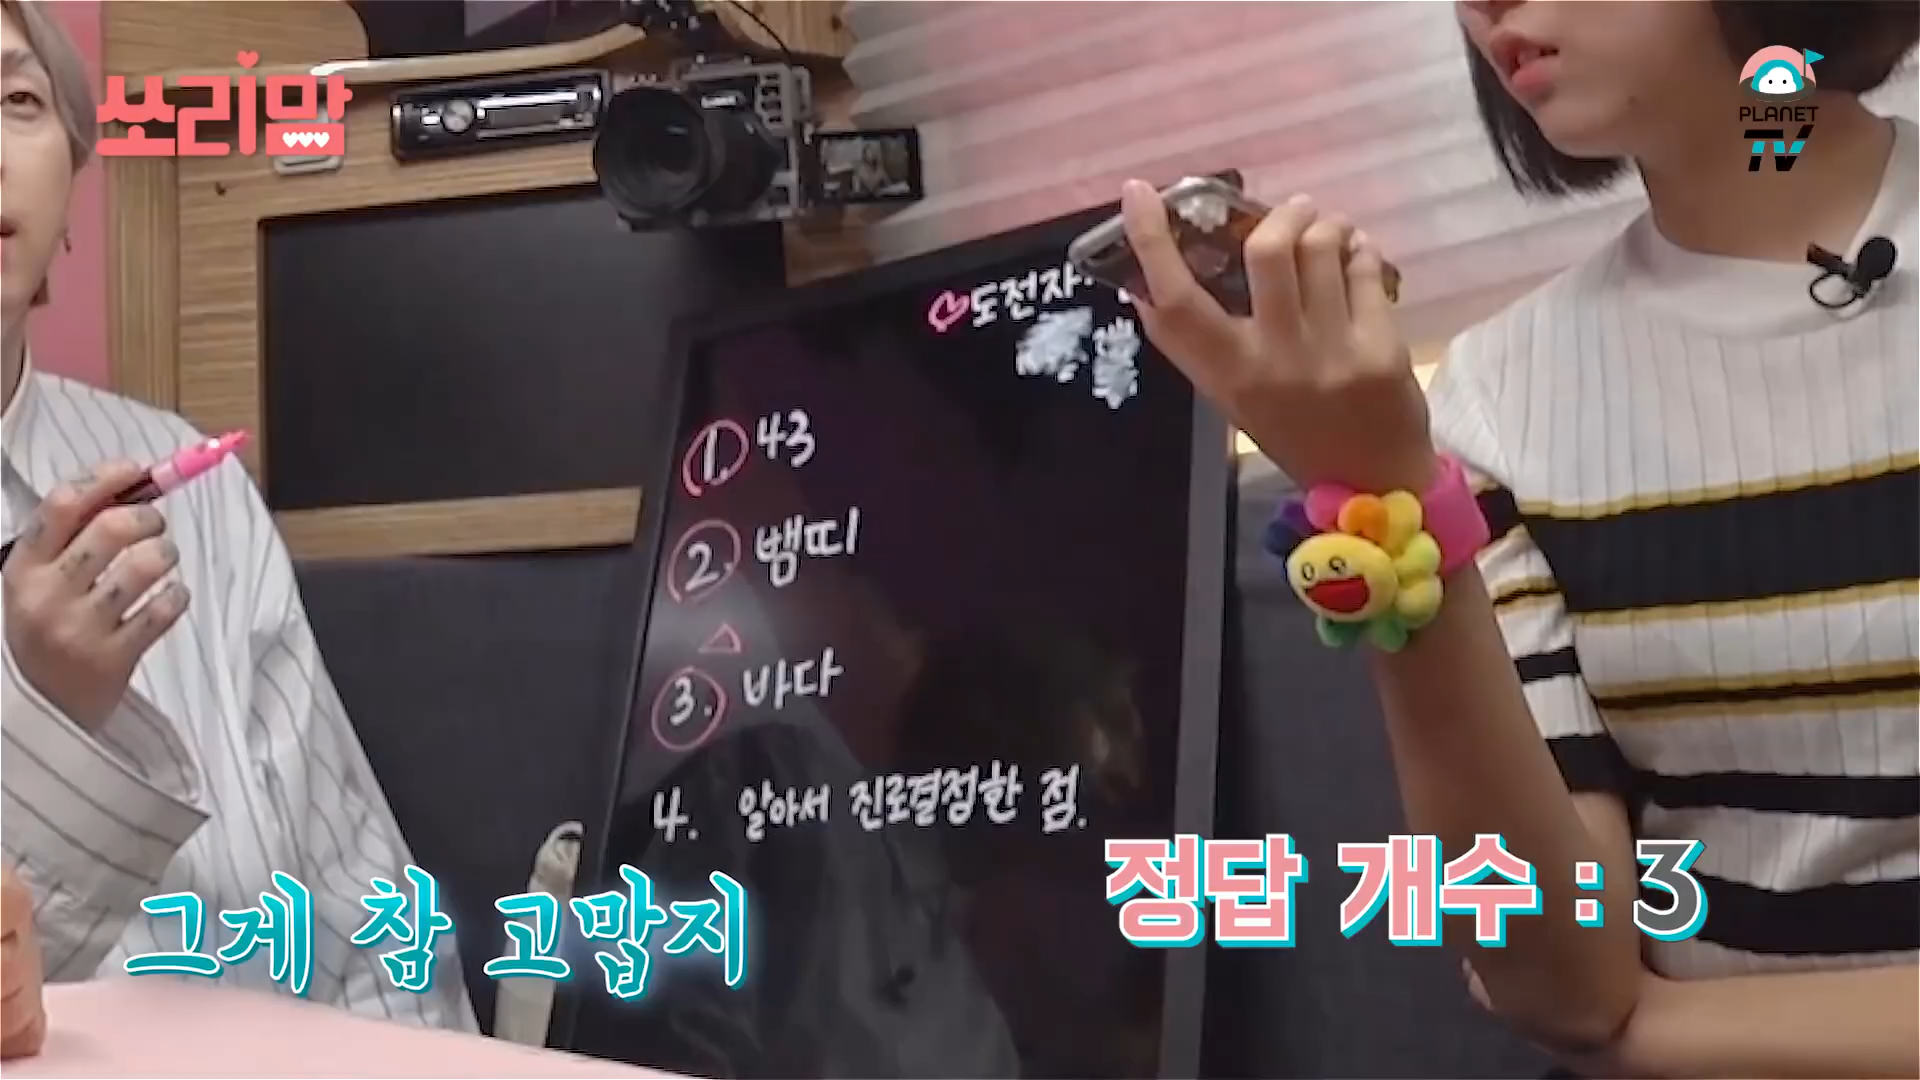 쏘리맘
PLANET
TV
도전자
1. 43
2. 뱀띠
3. 바다
4. 알아서 진로결정한 점.
그게 참 고맙지
정답 개수 : 3